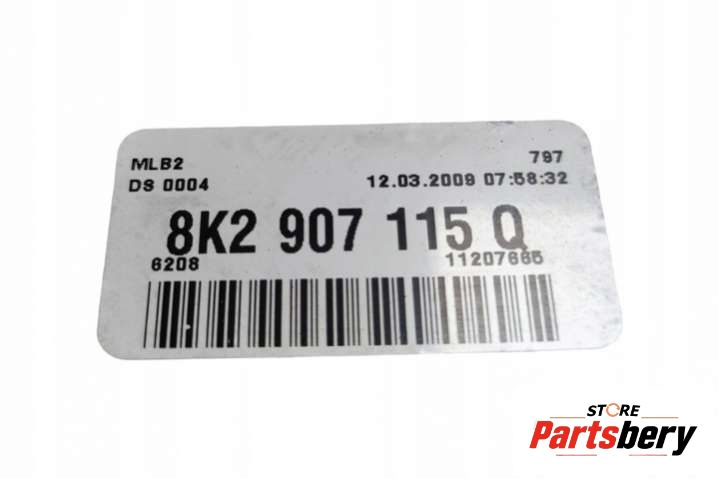 MLB2 797
DS 0004 12.03.2009 07:58:32
8K2 907 115 Q
6208 11207665
STORE
Partsbery